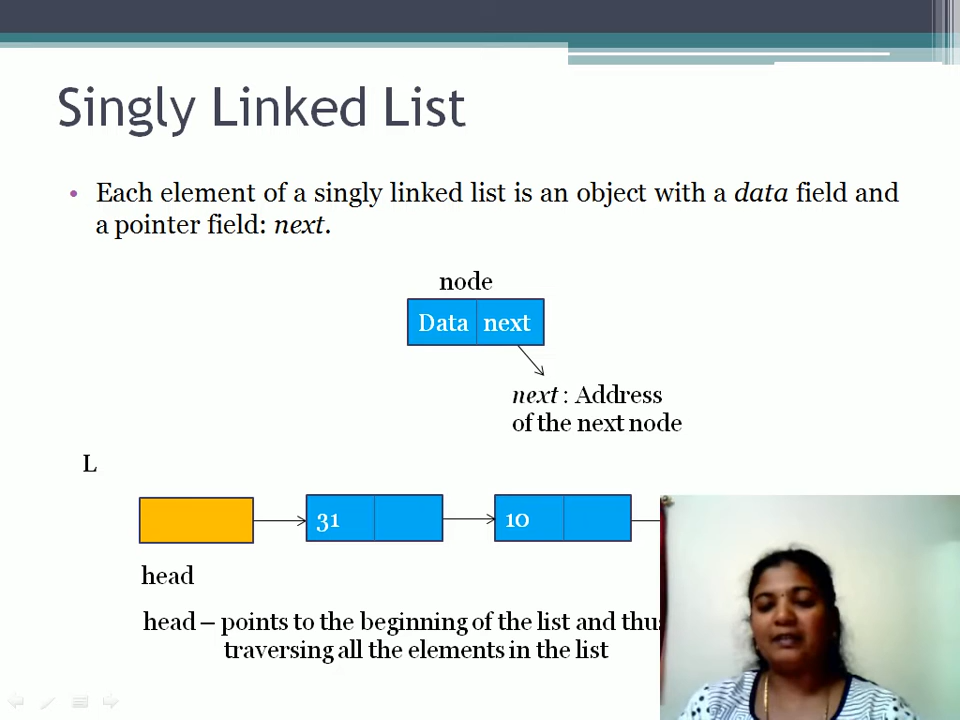 Singly Linked List
• Each element of a singly linked list is an object with a data field and
a pointer field: next.
node
Data next
next : Address
of the next node
L
31 10
head
head – points to the beginning of the list and
traversing all the elements in the list